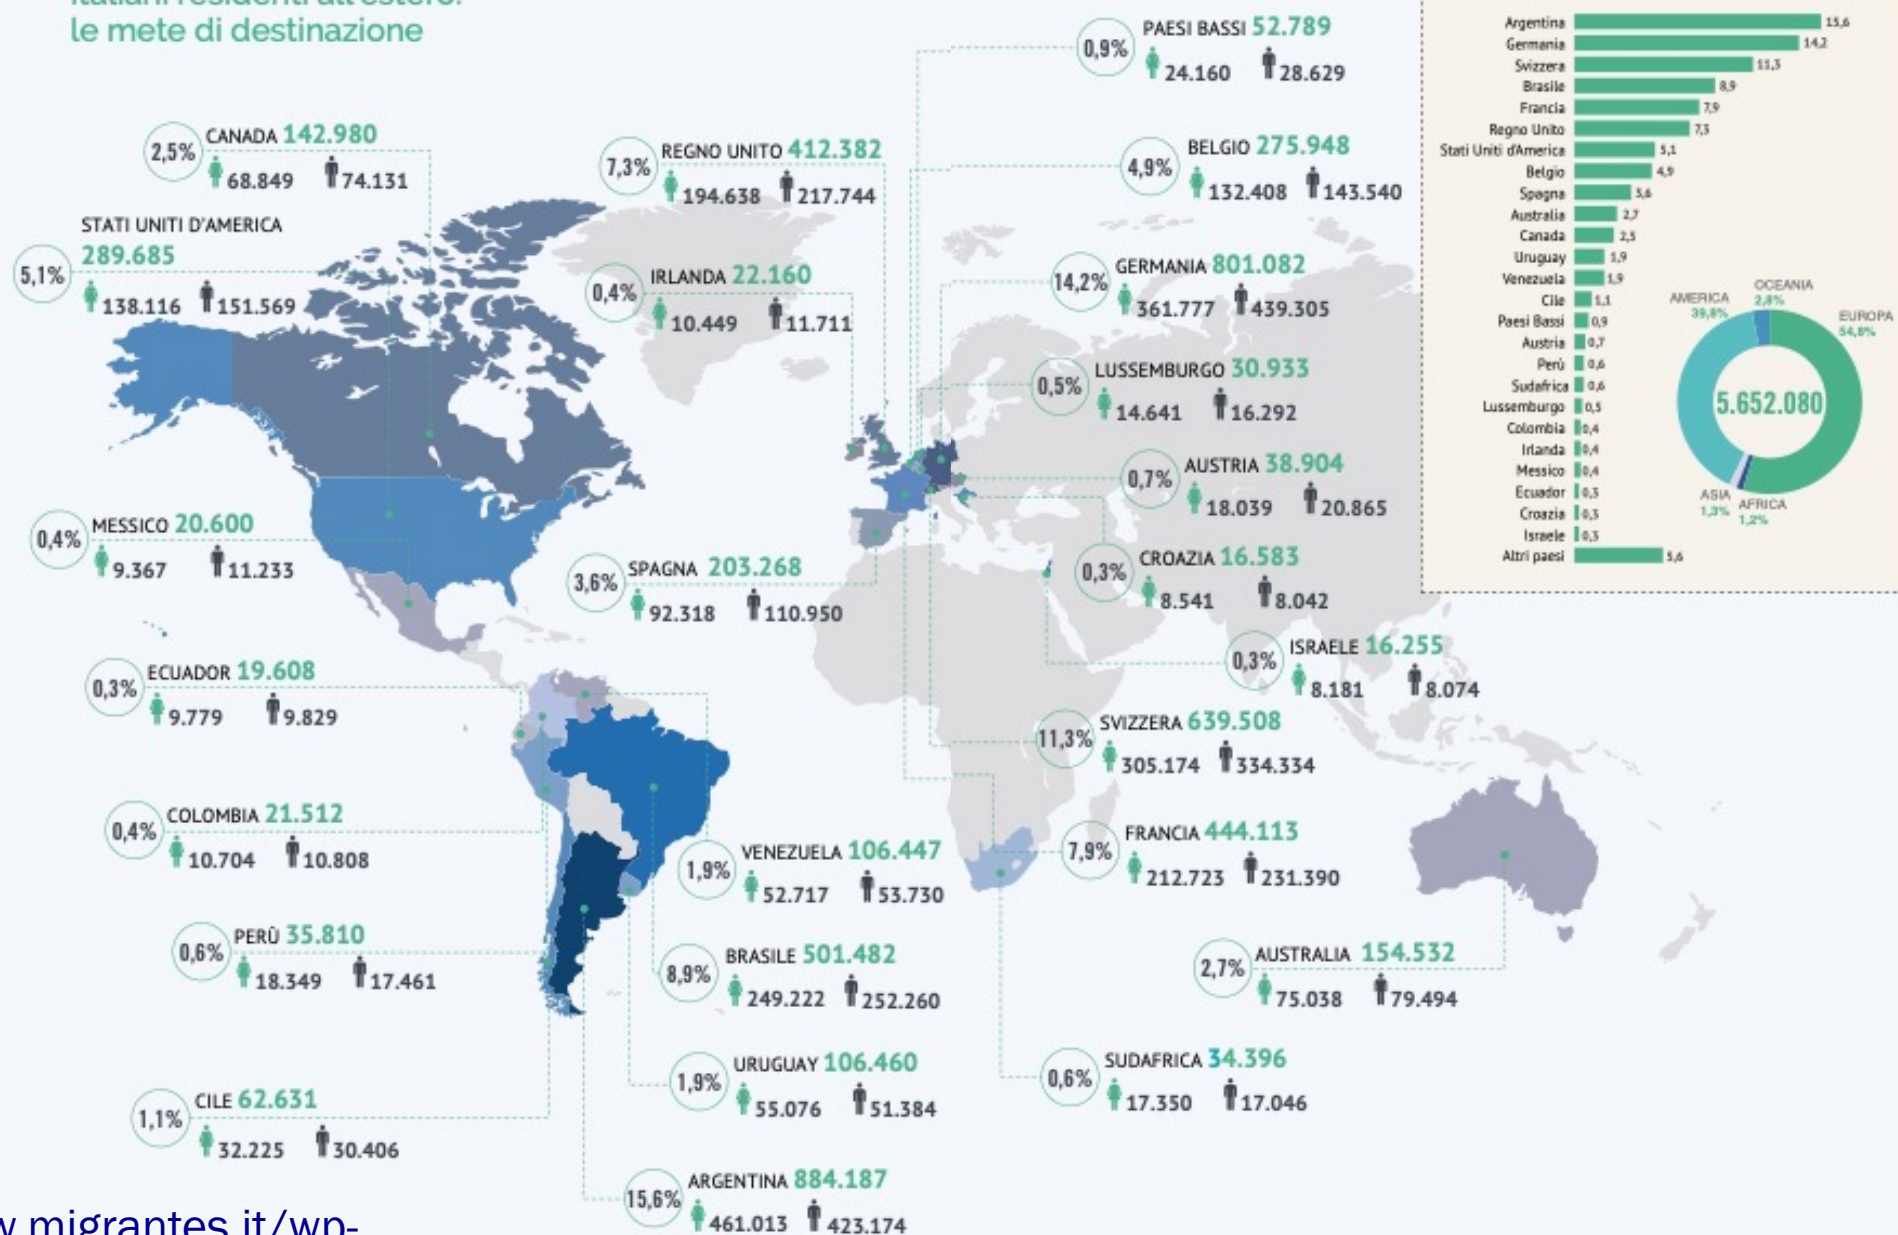 italiani residenti all'estero:
le mete di destinazione
0,9%
PAESI BASSI 52.789
24.160 28.629
2,5%
CANADA 142.980
68.849 74.131
7,3%
REGNO UNITO 412.382
194.638 217.744
4,9%
BELGIO 275.948
132.408 143.540
STATI UNITI D'AMERICA
289.685
5,1%
138.116 151.569
0,4%
IRLANDA 22.160
10.449 11.711
14,2%
GERMANIA 801.082
361.777 439.305
0,5%
LUSSEMBURGO 30.933
14.641 16.292
0,7%
AUSTRIA 38.904
18.039 20.865
0,4%
MESSICO 20.600
9.367 11.233
3,6%
SPAGNA 203.268
92.318 110.950
0,3%
CROAZIA 16.583
8.541 8.042
0,3%
ISRAELE 16.255
8.181 8.074
0,3%
ECUADOR 19.608
9.779 9.829
11,3%
SVIZZERA 639.508
305.174 334.334
0,4%
COLOMBIA 21.512
10.704 10.808
1,9%
VENEZUELA 106.447
52.717 53.730
7,9%
FRANCIA 444.113
212.723 231.390
0,6%
PERÙ 35.810
18.349 17.461
8,9%
BRASILE 501.482
249.222 252.260
2,7%
AUSTRALIA 154.532
75.038 79.494
1,9%
URUGUAY 106.460
55.076 51.384
0,6%
SUDAFRICA 34.396
17.350 17.046
1,1%
CILE 62.631
32.225 30.406
15,6%
ARGENTINA 884.187
461.013 423.174
Argentina 15,6
Germania 14,2
Svizzera 11,3
Brasile 8,9
Francia 7,9
Regno Unito 7,3
Stati Uniti d'America 5,1
Belgio 4,9
Spagna 3,6
Australia 2,7
Canada 2,5
Uruguay 1,9
Venezuela 1,9
Cile 1,1
Paesi Bassi 0,9
Austria 0,7
Perù 0,6
Sudafrica 0,6
Lussemburgo 0,5
Colombia 0,4
Irlanda 0,4
Messico 0,4
Ecuador 0,3
Croazia 0,3
Israele 0,3
Altri paesi 5,6
OCEANIA
2,8%
AMERICA
39,8%
EUROPA
54,8%
5.652.080
ASIA
1,3%
AFRICA
1,2%
w.migrantes.it/wp-